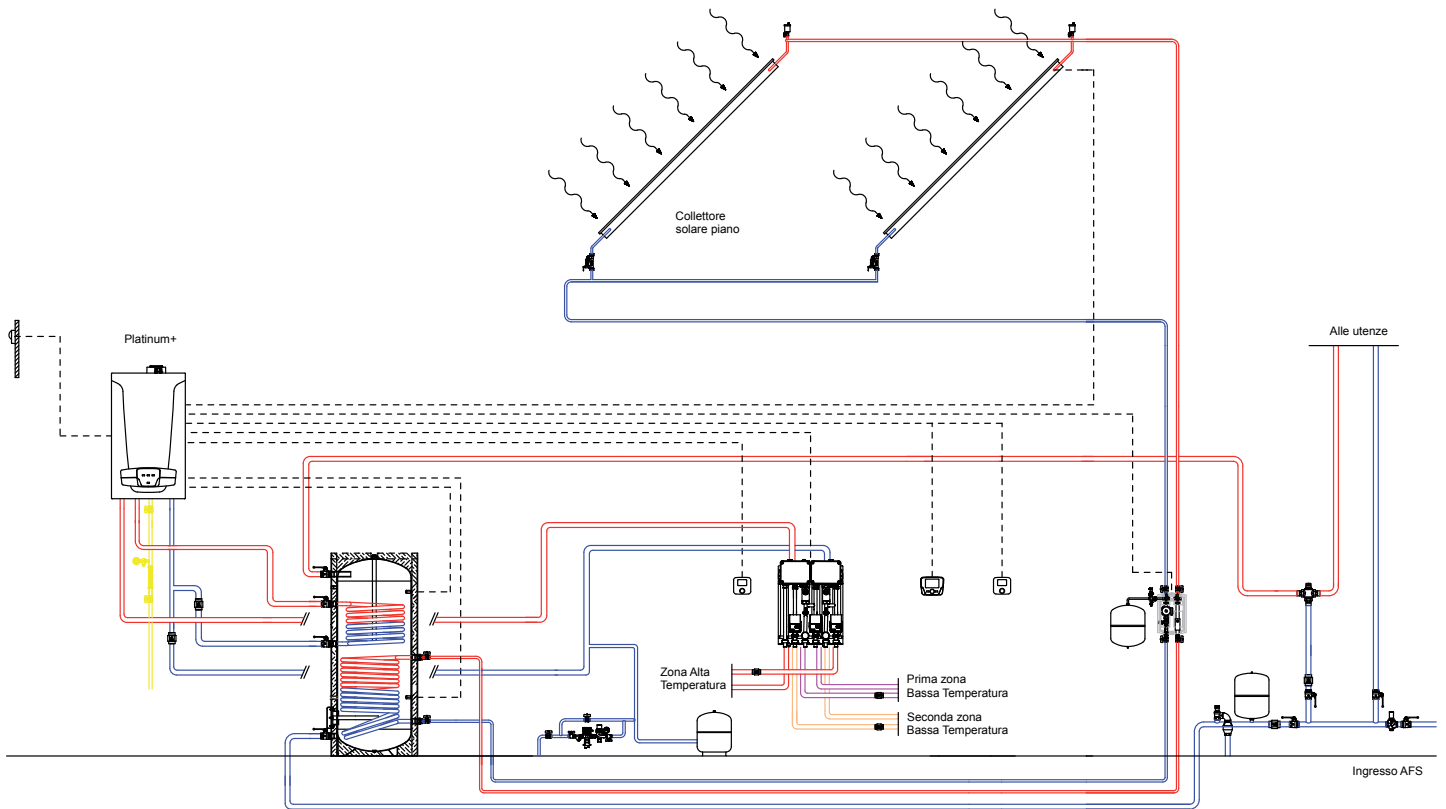 Collettore
solare piano
Platinum+
Alle utenze
Zona Alta
Temperatura
Prima zona
Bassa Temperatura
Seconda zona
Bassa Temperatura
Ingresso AFS